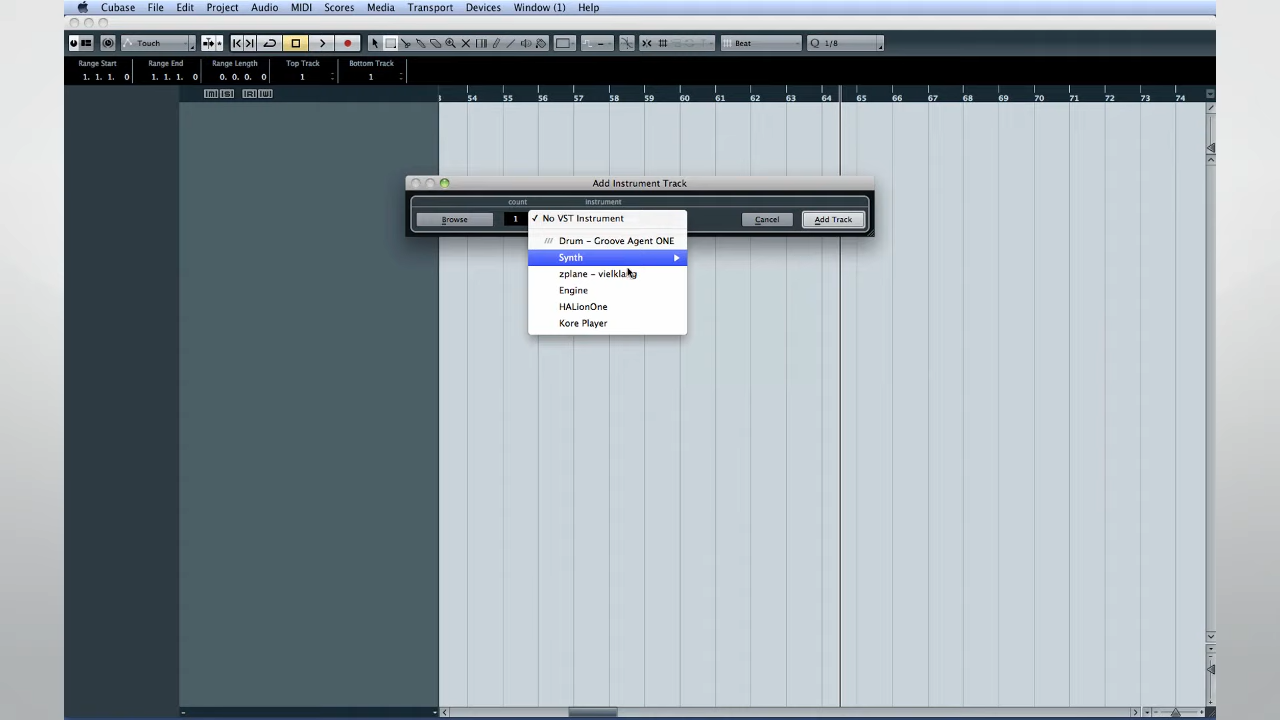 Cubase File Edit Project Audio MIDI Scores Media Transport Devices Window (1) Help
Touch Beat Q 1/8
Range Start Range End Range Length Top Track Bottom Track
1. 1. 1. 0 1. 1. 1. 0 0. 0. 0. 0 1 1
54 55 56 57 58 59 60 61 62 63 64 65 66 67 68 69 70 71 72 73 74
Add Instrument Track
count instrument
Browse 1 ✓ No VST Instrument Cancel Add Track
/// Drum – Groove Agent ONE
Synth
zplane – vielklang
Engine
HALionOne
Kore Player